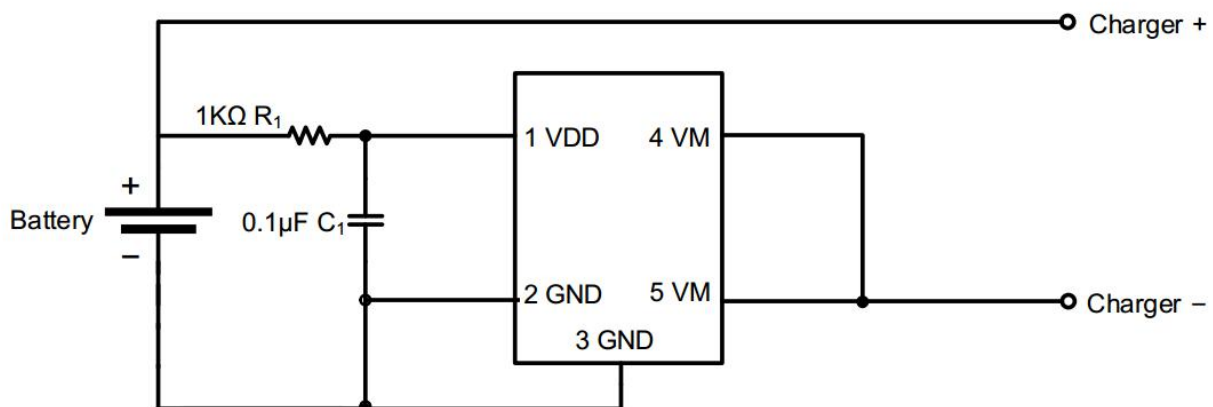 Charger +
1KΩ R₁
1 VDD
4 VM
+
Battery
0.1µF C₁
−
2 GND
5 VM
3 GND
Charger −